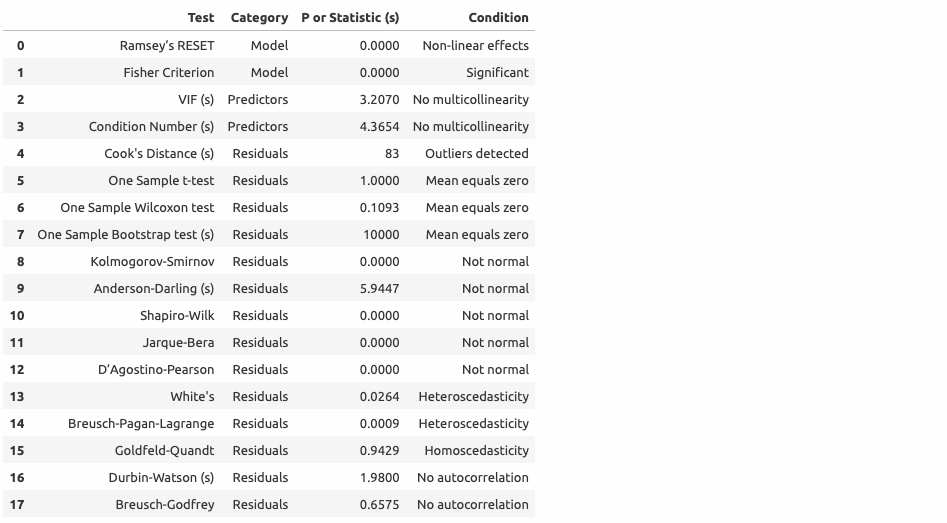 Test Category P or Statistic (s) Condition
0 Ramsey's RESET Model 0.0000 Non-linear effects
1 Fisher Criterion Model 0.0000 Significant
2 VIF (s) Predictors 3.2070 No multicollinearity
3 Condition Number (s) Predictors 4.3654 No multicollinearity
4 Cook's Distance (s) Residuals 83 Outliers detected
5 One Sample t-test Residuals 1.0000 Mean equals zero
6 One Sample Wilcoxon test Residuals 0.1093 Mean equals zero
7 One Sample Bootstrap test (s) Residuals 10000 Mean equals zero
8 Kolmogorov-Smirnov Residuals 0.0000 Not normal
9 Anderson-Darling (s) Residuals 5.9447 Not normal
10 Shapiro-Wilk Residuals 0.0000 Not normal
11 Jarque-Bera Residuals 0.0000 Not normal
12 D'Agostino-Pearson Residuals 0.0000 Not normal
13 White's Residuals 0.0264 Heteroscedasticity
14 Breusch-Pagan-Lagrange Residuals 0.0009 Heteroscedasticity
15 Goldfeld-Quandt Residuals 0.9429 Homoscedasticity
16 Durbin-Watson (s) Residuals 1.9800 No autocorrelation
17 Breusch-Godfrey Residuals 0.6575 No autocorrelation